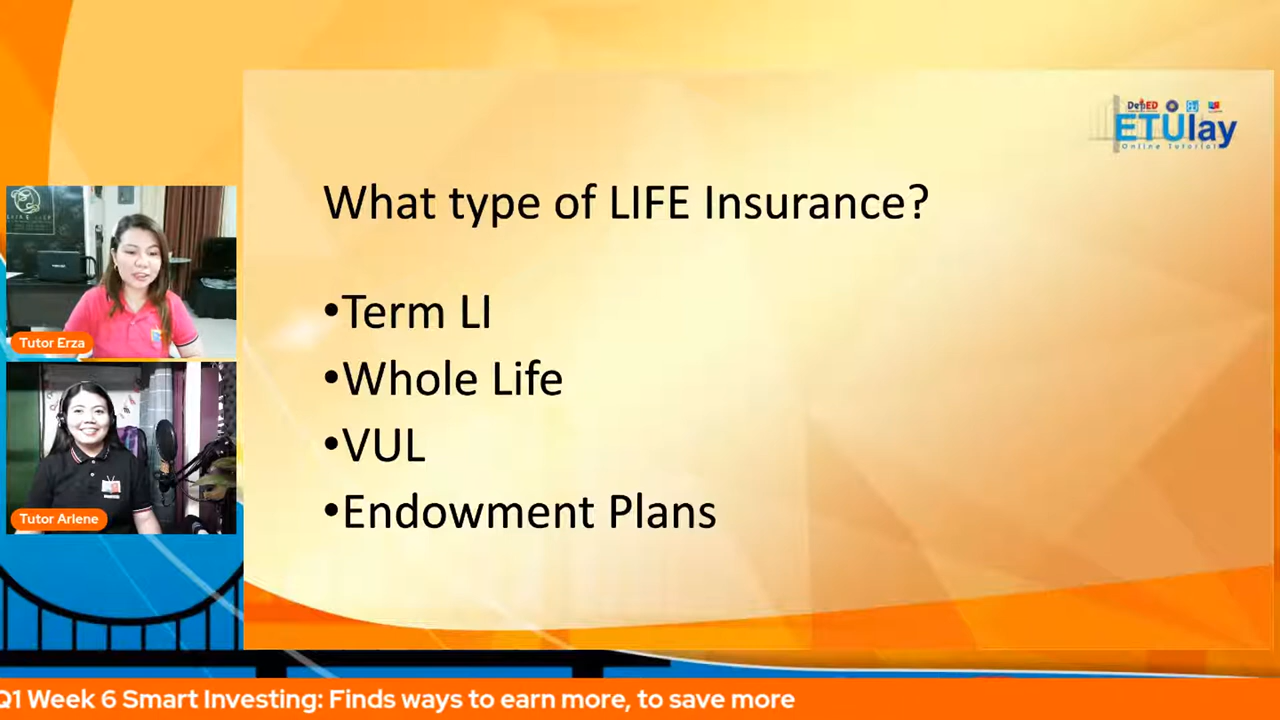 DepED
ETUlay
Online Tutorial
What type of LIFE Insurance?
•Term LI
•Whole Life
•VUL
•Endowment Plans
Tutor Erza
Tutor Arlene
Q1 Week 6 Smart Investing: Finds ways to earn more, to save more